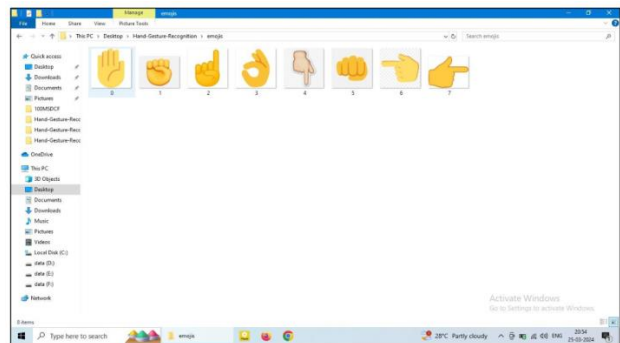 Manage emojis
File Home Share View Picture Tools
This PC > Desktop > Hand-Gesture-Recognition > emojis
Search emojis
Quick access
Desktop
Downloads
Documents
Pictures
100MSDCF
Hand-Gesture-Reco
Hand-Gesture-Reco
Hand-Gesture-Reco
OneDrive
This PC
3D Objects
Desktop
Documents
Downloads
Music
Pictures
Videos
Local Disk (C:)
data (D:)
data (E:)
data (F:)
Network
0 1 2 3 4 5 6 7
Activate Windows
Go to Settings to activate Windows.
8 items
Type here to search
emojis
28°C Partly cloudy
ENG
20:54
25-03-2024